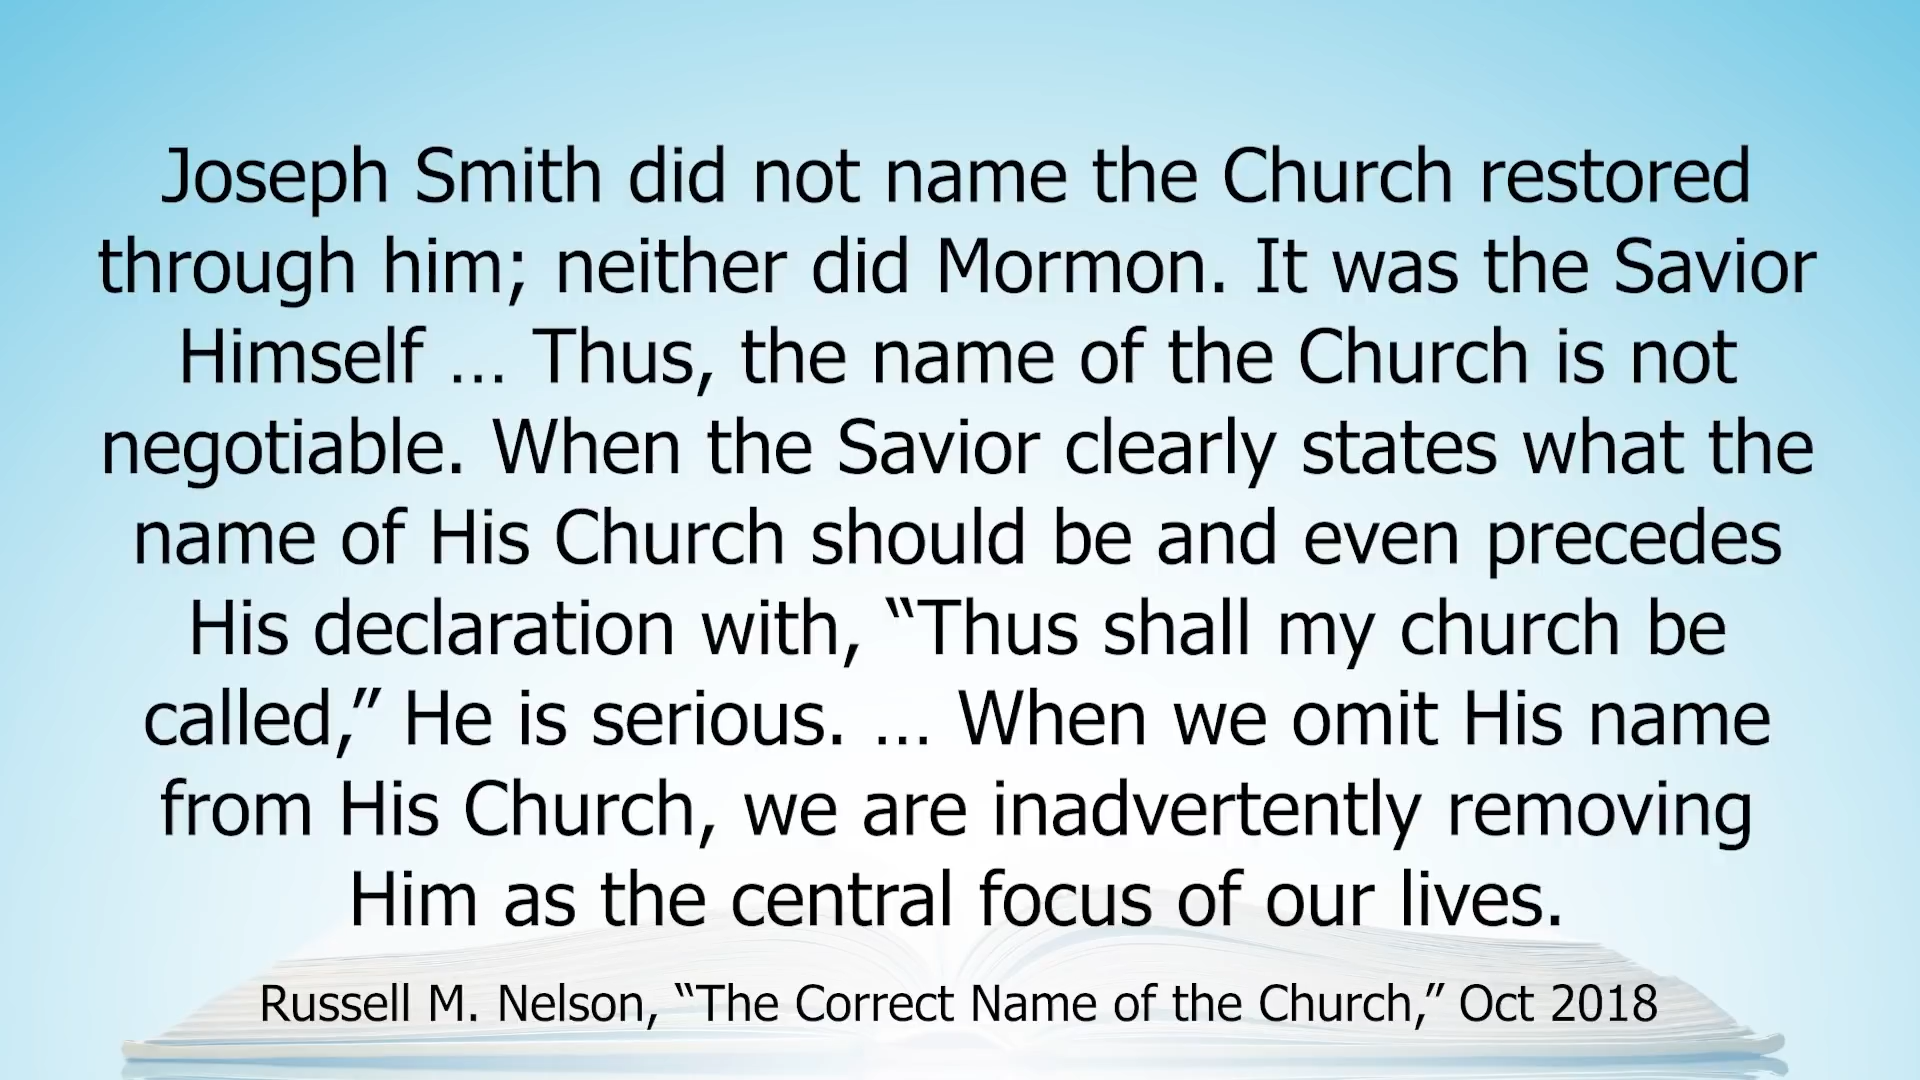 Joseph Smith did not name the Church restored
through him; neither did Mormon. It was the Savior
Himself … Thus, the name of the Church is not
negotiable. When the Savior clearly states what the
name of His Church should be and even precedes
His declaration with, “Thus shall my church be
called,” He is serious. … When we omit His name
from His Church, we are inadvertently removing
Him as the central focus of our lives.
Russell M. Nelson, “The Correct Name of the Church,” Oct 2018